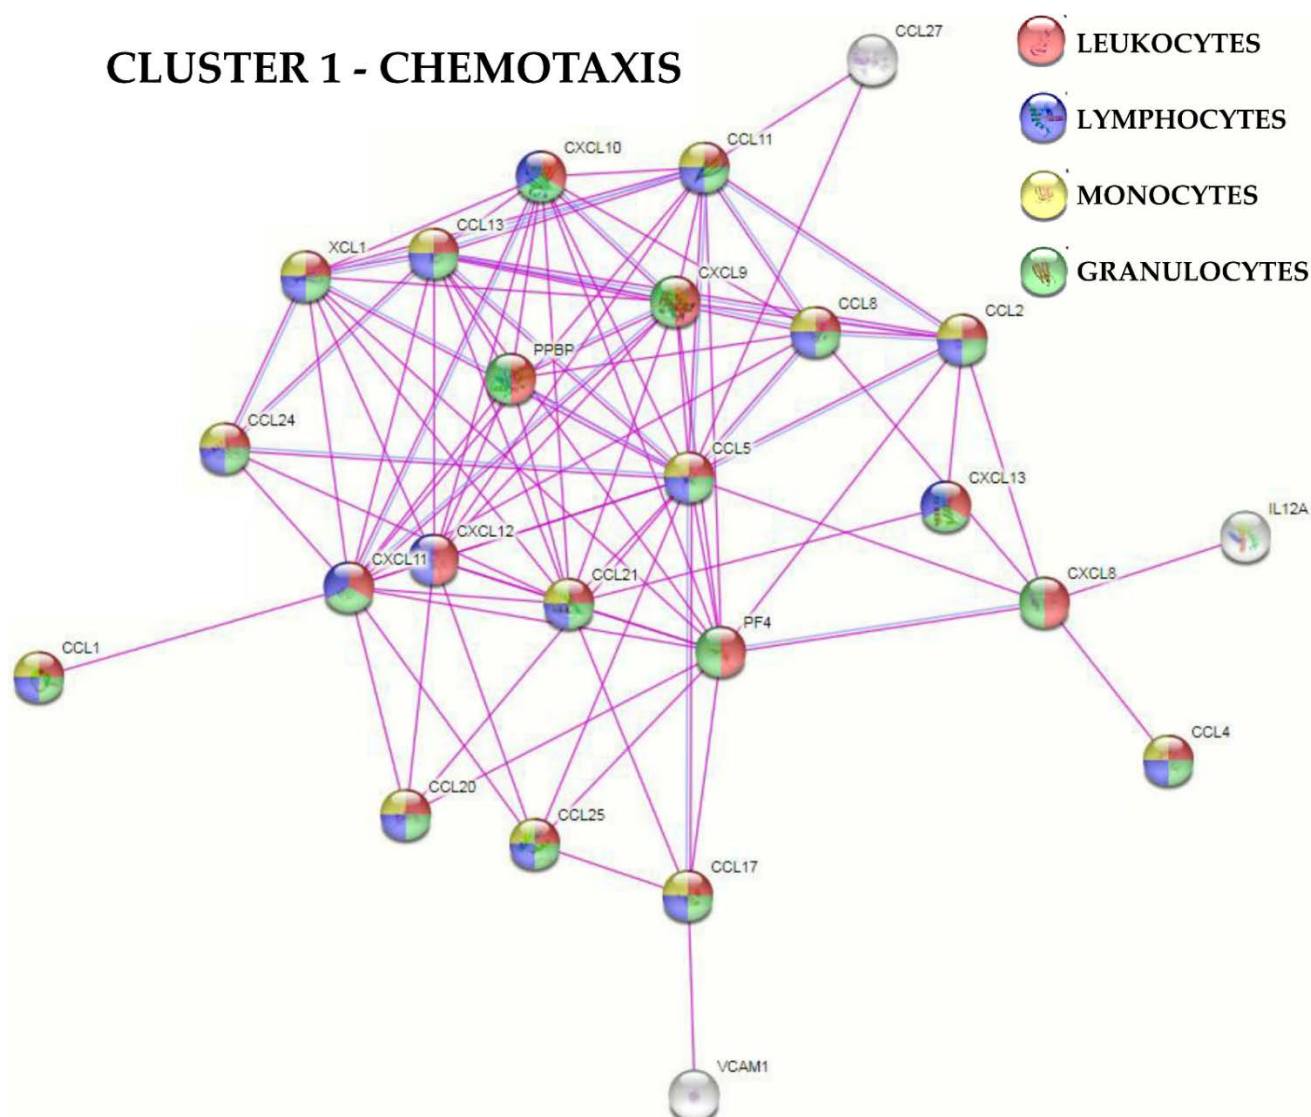 CLUSTER 1 - CHEMOTAXIS
CCL27
LEUKOCYTES
LYMPHOCYTES
MONOCYTES
GRANULOCYTES
CXCL10
CCL11
CCL13
XCL1
CXCL9
CCL8
CCL2
PPBP
CCL24
CCL5
CXCL13
IL12A
CXCL12
CXCL11
CCL21
CXCL8
PF4
CCL1
CCL4
CCL20
CCL25
CCL17
VCAM1